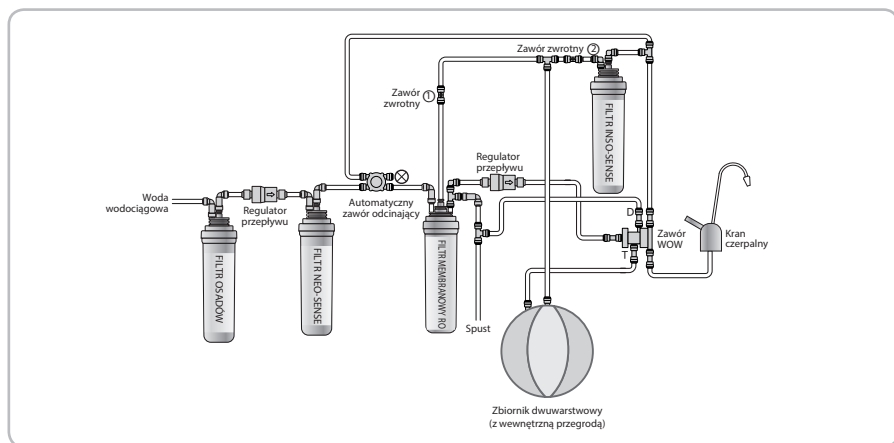 Zawór zwrotny 2
Zawór
zwrotny 1
FILTR INSO-SENSE
Regulator
przepływu
Woda
wodociągowa
Regulator
przepływu
Automatyczny
zawór odcinający
D
T
Zawór
WOW
Kran
czerpalny
FILTR OSADÓW
FILTR NEO-SENSE
FILTR MEMBRANOWY RO
Spust
Zbiornik dwuwarstwowy
(z wewnętrzną przegrodą)